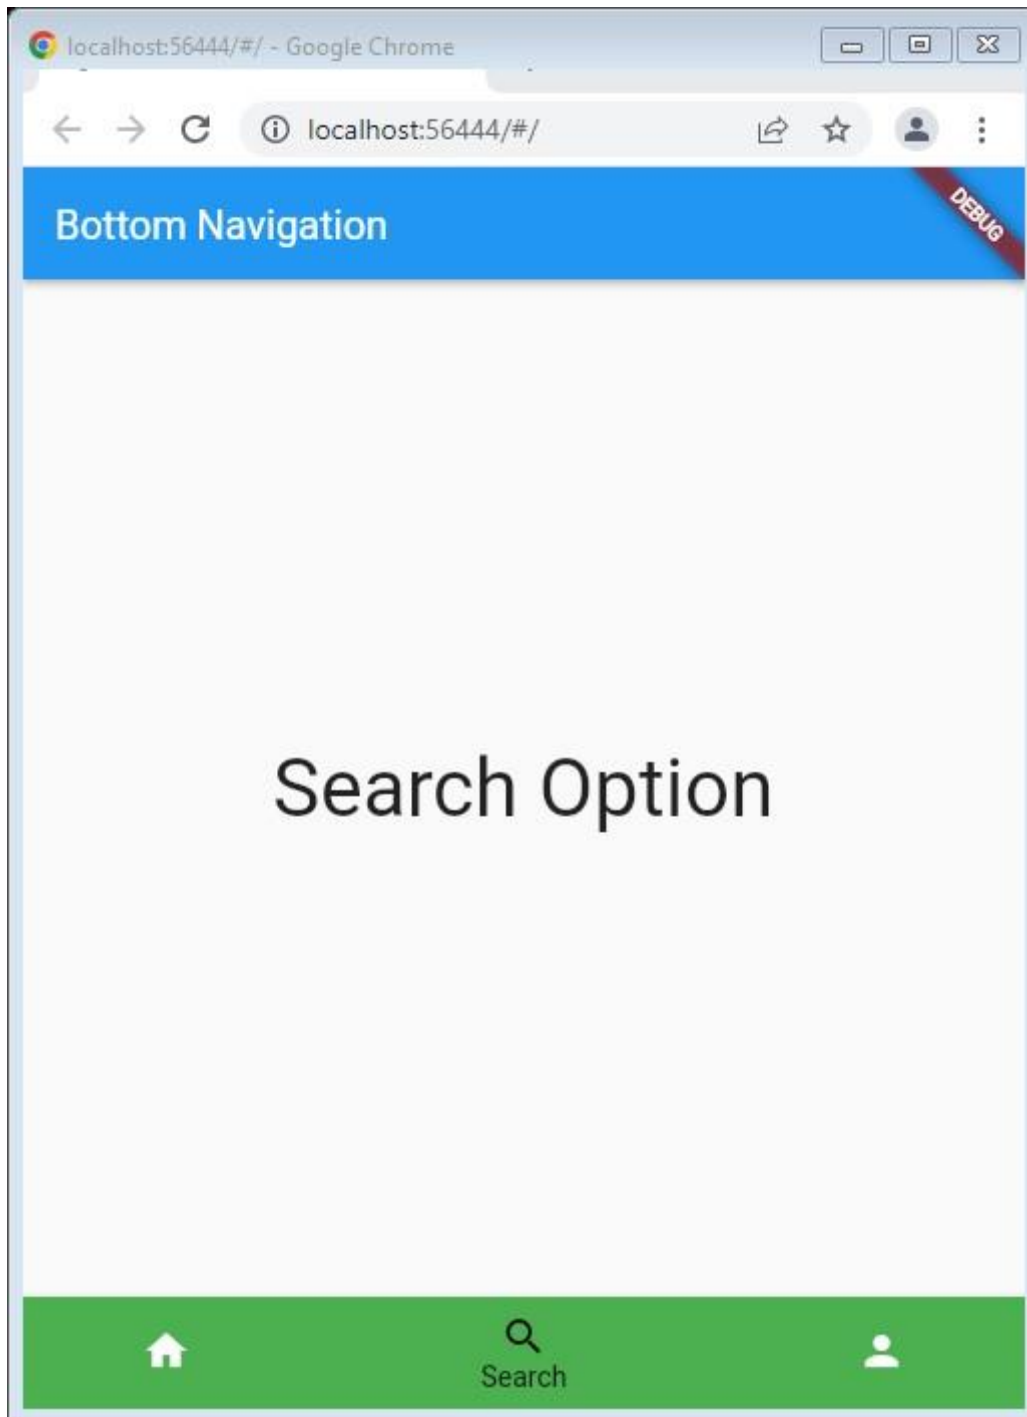 localhost:56444/#/ - Google Chrome
localhost:56444/#/
Bottom Navigation
DEBUG
Search Option
Search